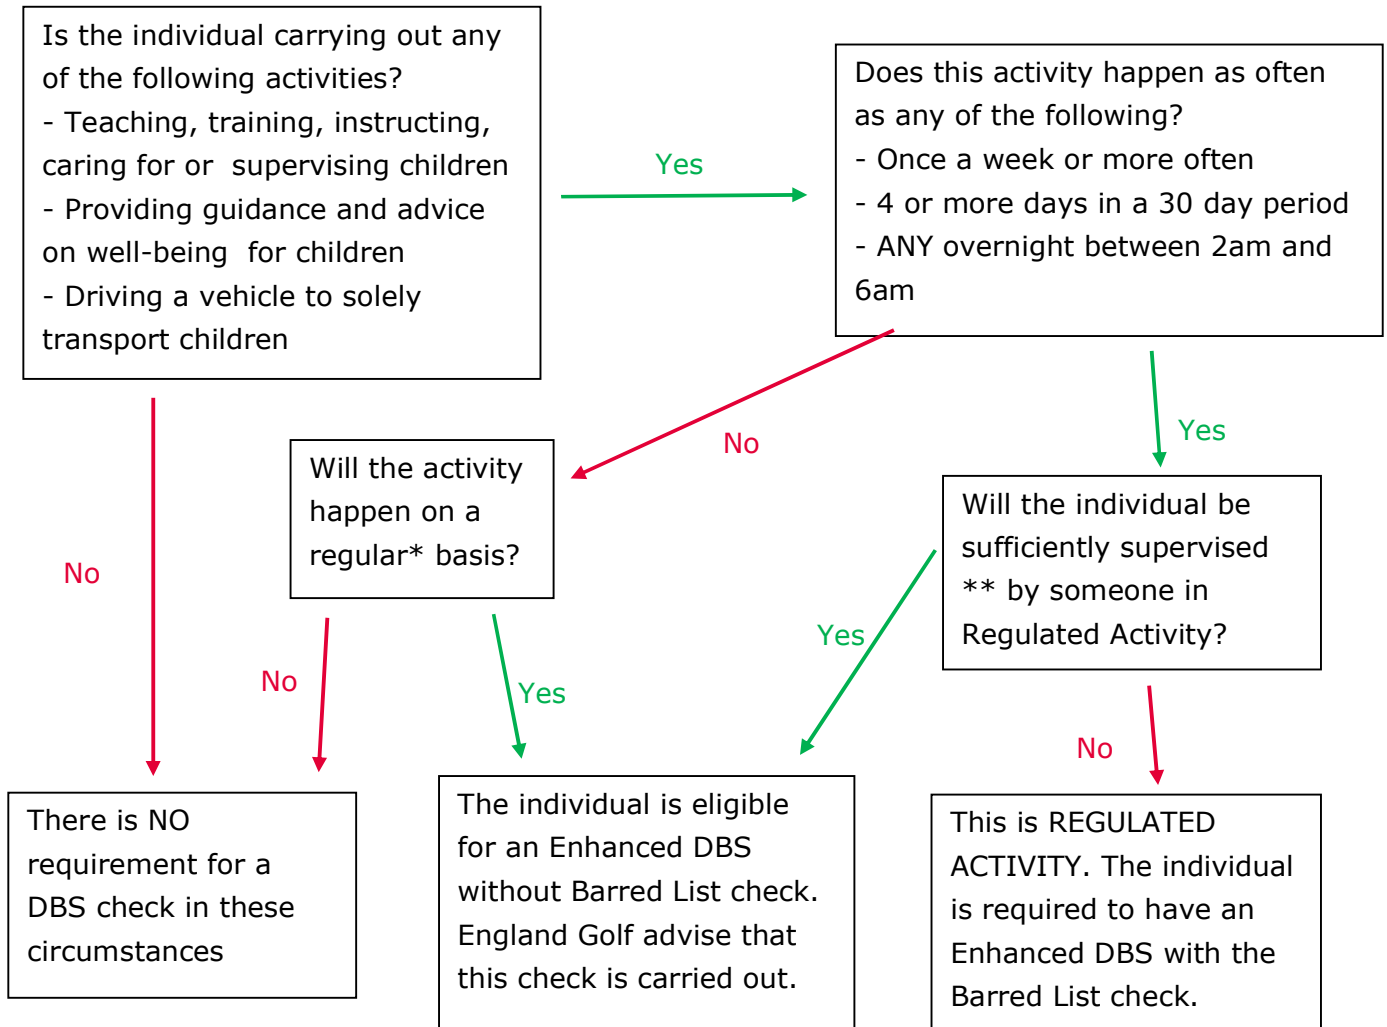 Is the individual carrying out any
of the following activities?
- Teaching, training, instructing,
caring for or  supervising children
- Providing guidance and advice
on well-being  for children
- Driving a vehicle to solely
transport children
Yes
Does this activity happen as often
as any of the following?
- Once a week or more often
- 4 or more days in a 30 day period
- ANY overnight between 2am and
6am
No
Yes
No
Will the activity
happen on a
regular* basis?
Will the individual be
sufficiently supervised
** by someone in
Regulated Activity?
No
Yes
Yes
No
There is NO
requirement for a
DBS check in these
circumstances
The individual is eligible
for an Enhanced DBS
without Barred List check.
England Golf advise that
this check is carried out.
This is REGULATED
ACTIVITY. The individual
is required to have an
Enhanced DBS with the
Barred List check.